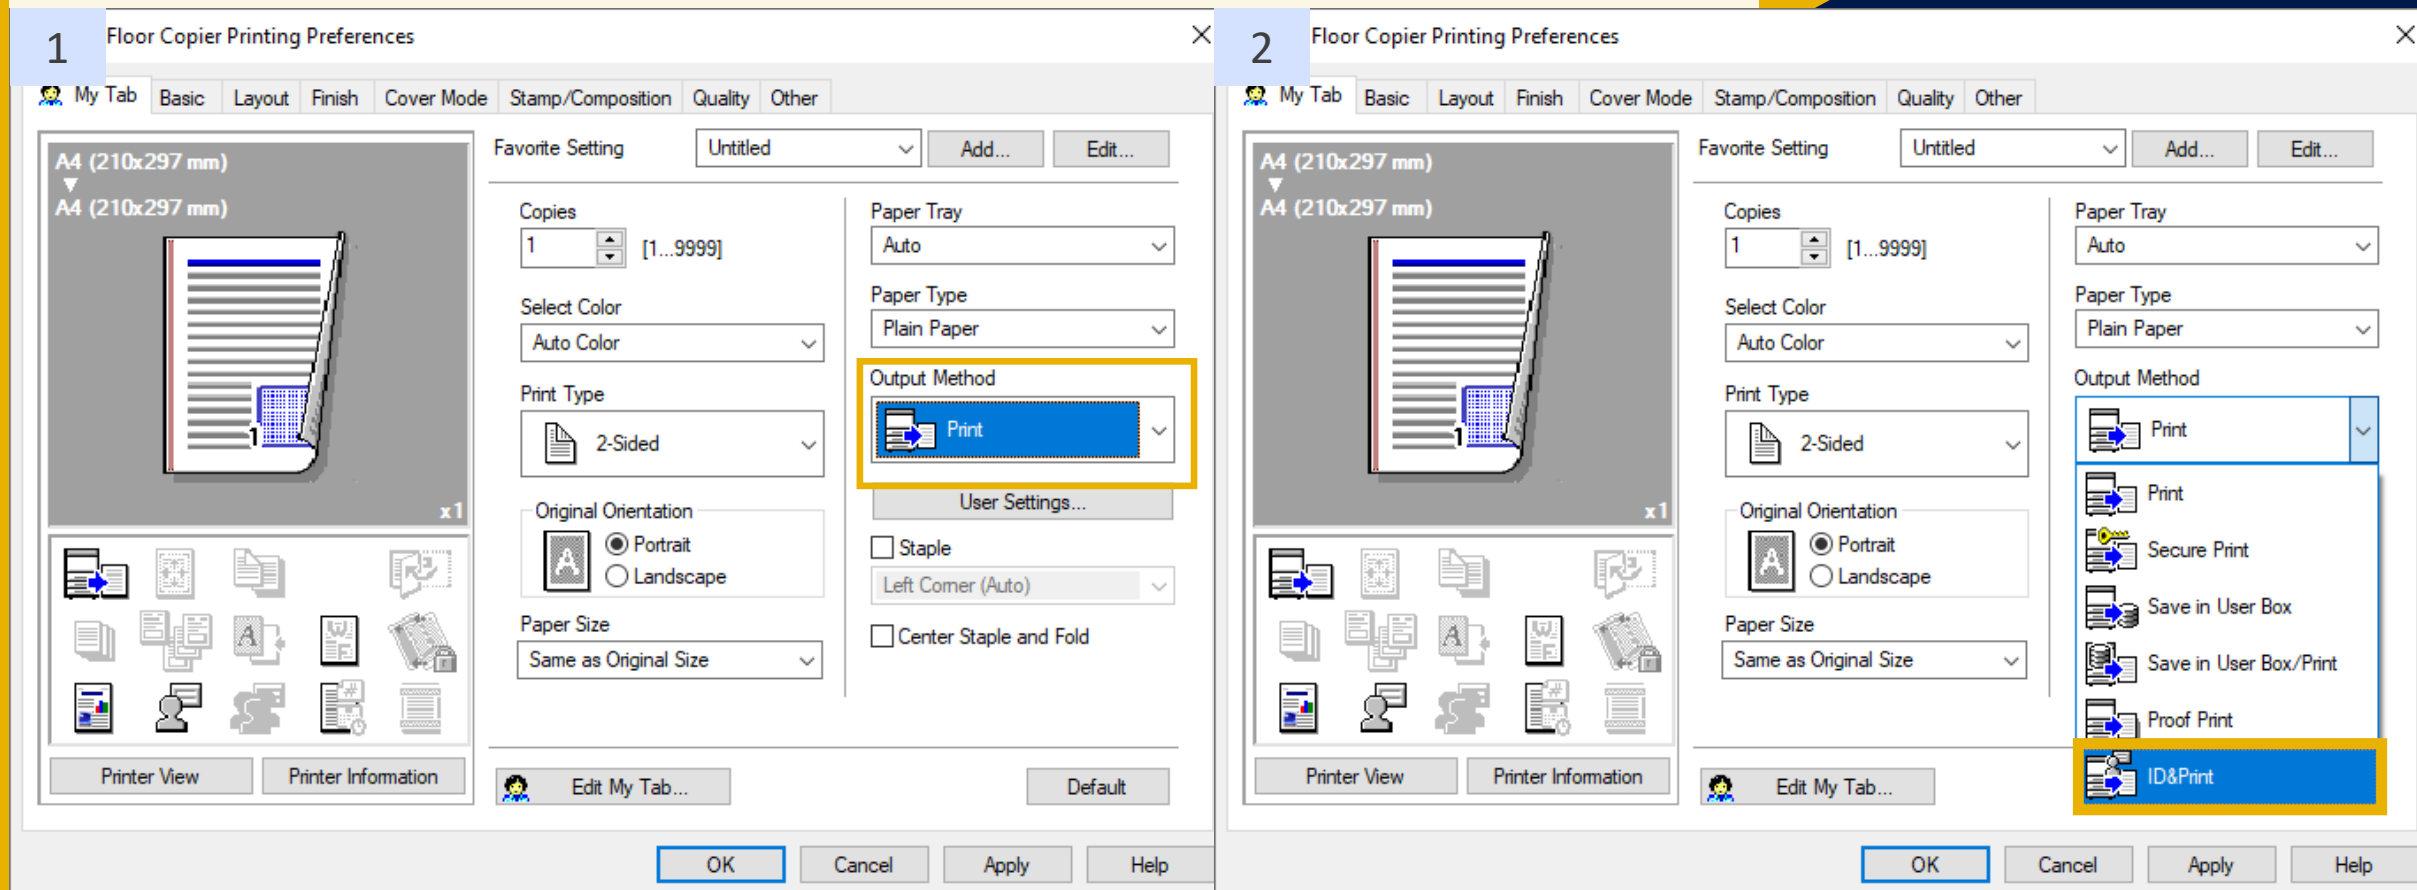 1
Floor Copier Printing Preferences
My Tab
Basic
Layout
Finish
Cover Mode
Stamp/Composition
Quality
Other
A4 (210x297 mm)
A4 (210x297 mm)
1
x1
Printer View
Printer Information
Favorite Setting
Untitled
Add...
Edit...
Copies
1
[1...9999]
Select Color
Auto Color
Print Type
2-Sided
Original Orientation
A
Portrait
Landscape
Paper Size
Same as Original Size
Paper Tray
Auto
Paper Type
Plain Paper
Output Method
Print
User Settings...
Staple
Left Corner (Auto)
Center Staple and Fold
Edit My Tab...
Default
OK
Cancel
Apply
Help
2
Floor Copier Printing Preferences
My Tab
Basic
Layout
Finish
Cover Mode
Stamp/Composition
Quality
Other
A4 (210x297 mm)
A4 (210x297 mm)
1
x1
Printer View
Printer Information
Favorite Setting
Untitled
Add...
Edit...
Copies
1
[1...9999]
Select Color
Auto Color
Print Type
2-Sided
Original Orientation
A
Portrait
Landscape
Paper Size
Same as Original Size
Paper Tray
Auto
Paper Type
Plain Paper
Output Method
Print
Print
Secure Print
Save in User Box
Save in User Box/Print
Proof Print
ID&Print
Edit My Tab...
OK
Cancel
Apply
Help